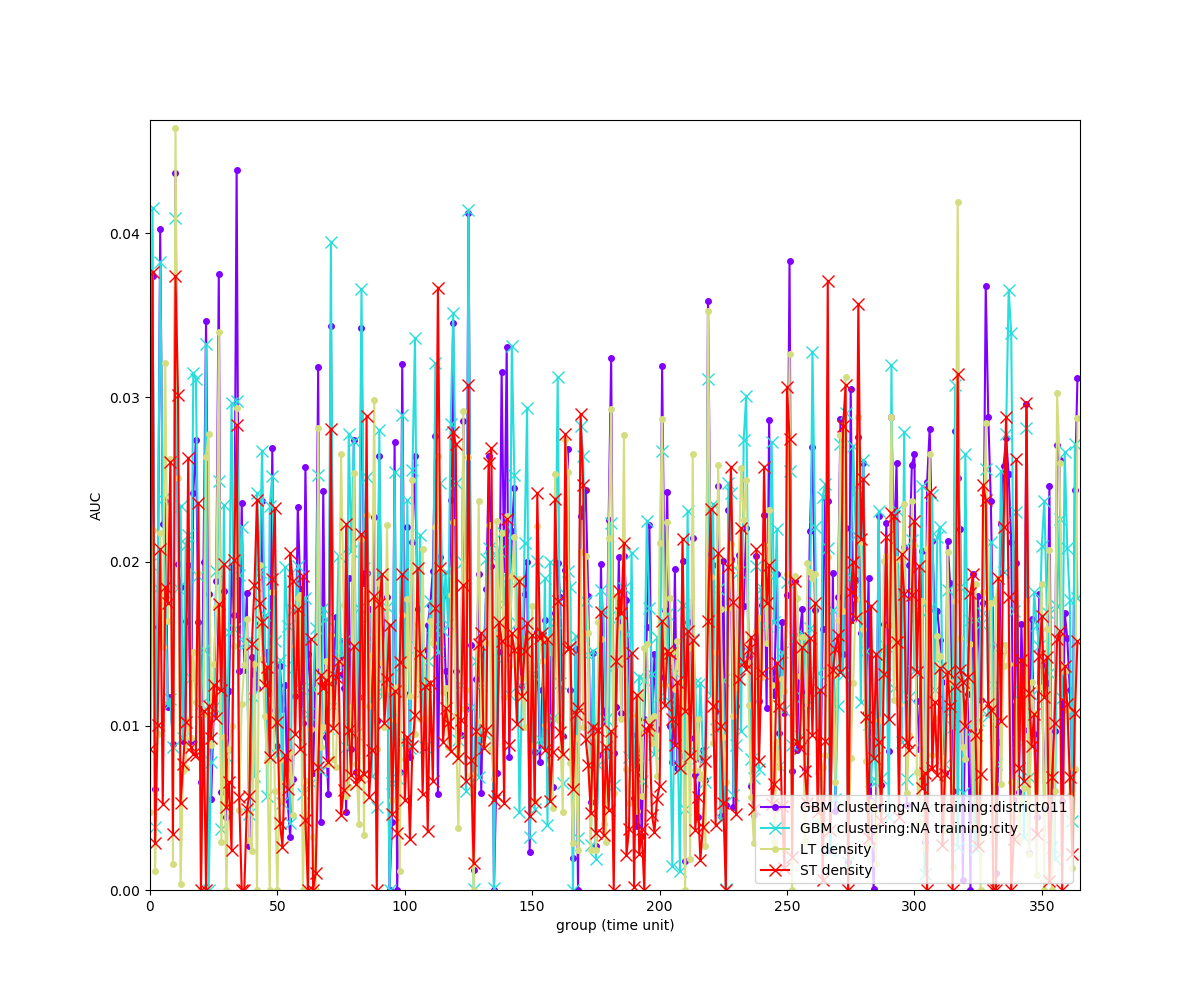 0.04
0.03
0.02
0.01
0.00
AUC
0 50 100 150 200 250 300 350
group (time unit)
GBM clustering:NA training:district011
GBM clustering:NA training:city
LT density
ST density